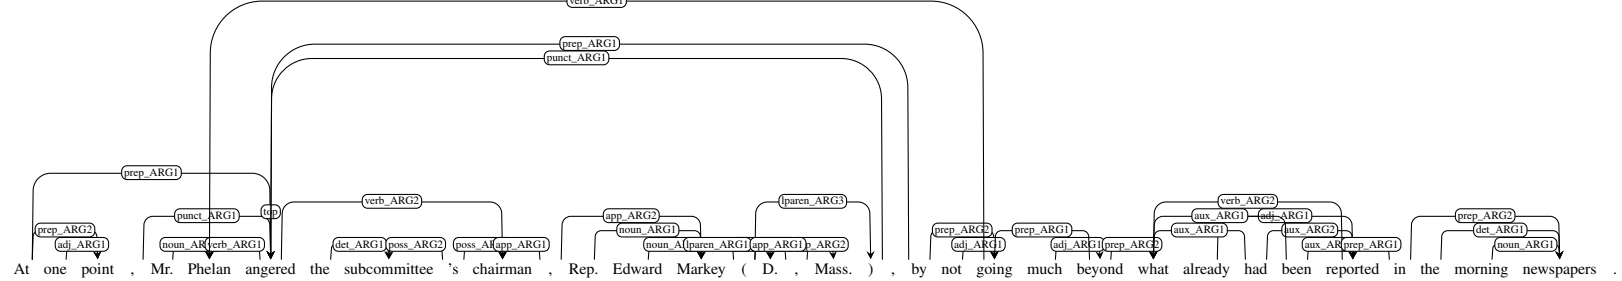 verb_ARG1
prep_ARG1
punct_ARG1
prep_ARG1
verb_ARG2 lparen_ARG3 verb_ARG2
punct_ARG1 top app_ARG2 aux_ARG1 adj_ARG1 prep_ARG2
prep_ARG2 noun_ARG1 prep_ARG2 prep_ARG1 aux_ARG1 aux_ARG2 det_ARG1
adj_ARG1 verb_ARG1 det_ARG1 poss_ARG2 app_ARG1 lparen_ARG1 app_ARG1 adj_ARG1 adj_ARG1 prep_ARG2 prep_ARG1 noun_ARG1
At one point , Mr. Phelan angered the subcommittee 's chairman , Rep. Edward Markey ( D. , Mass. ) , by not going much beyond what already had been reported in the morning newspapers .